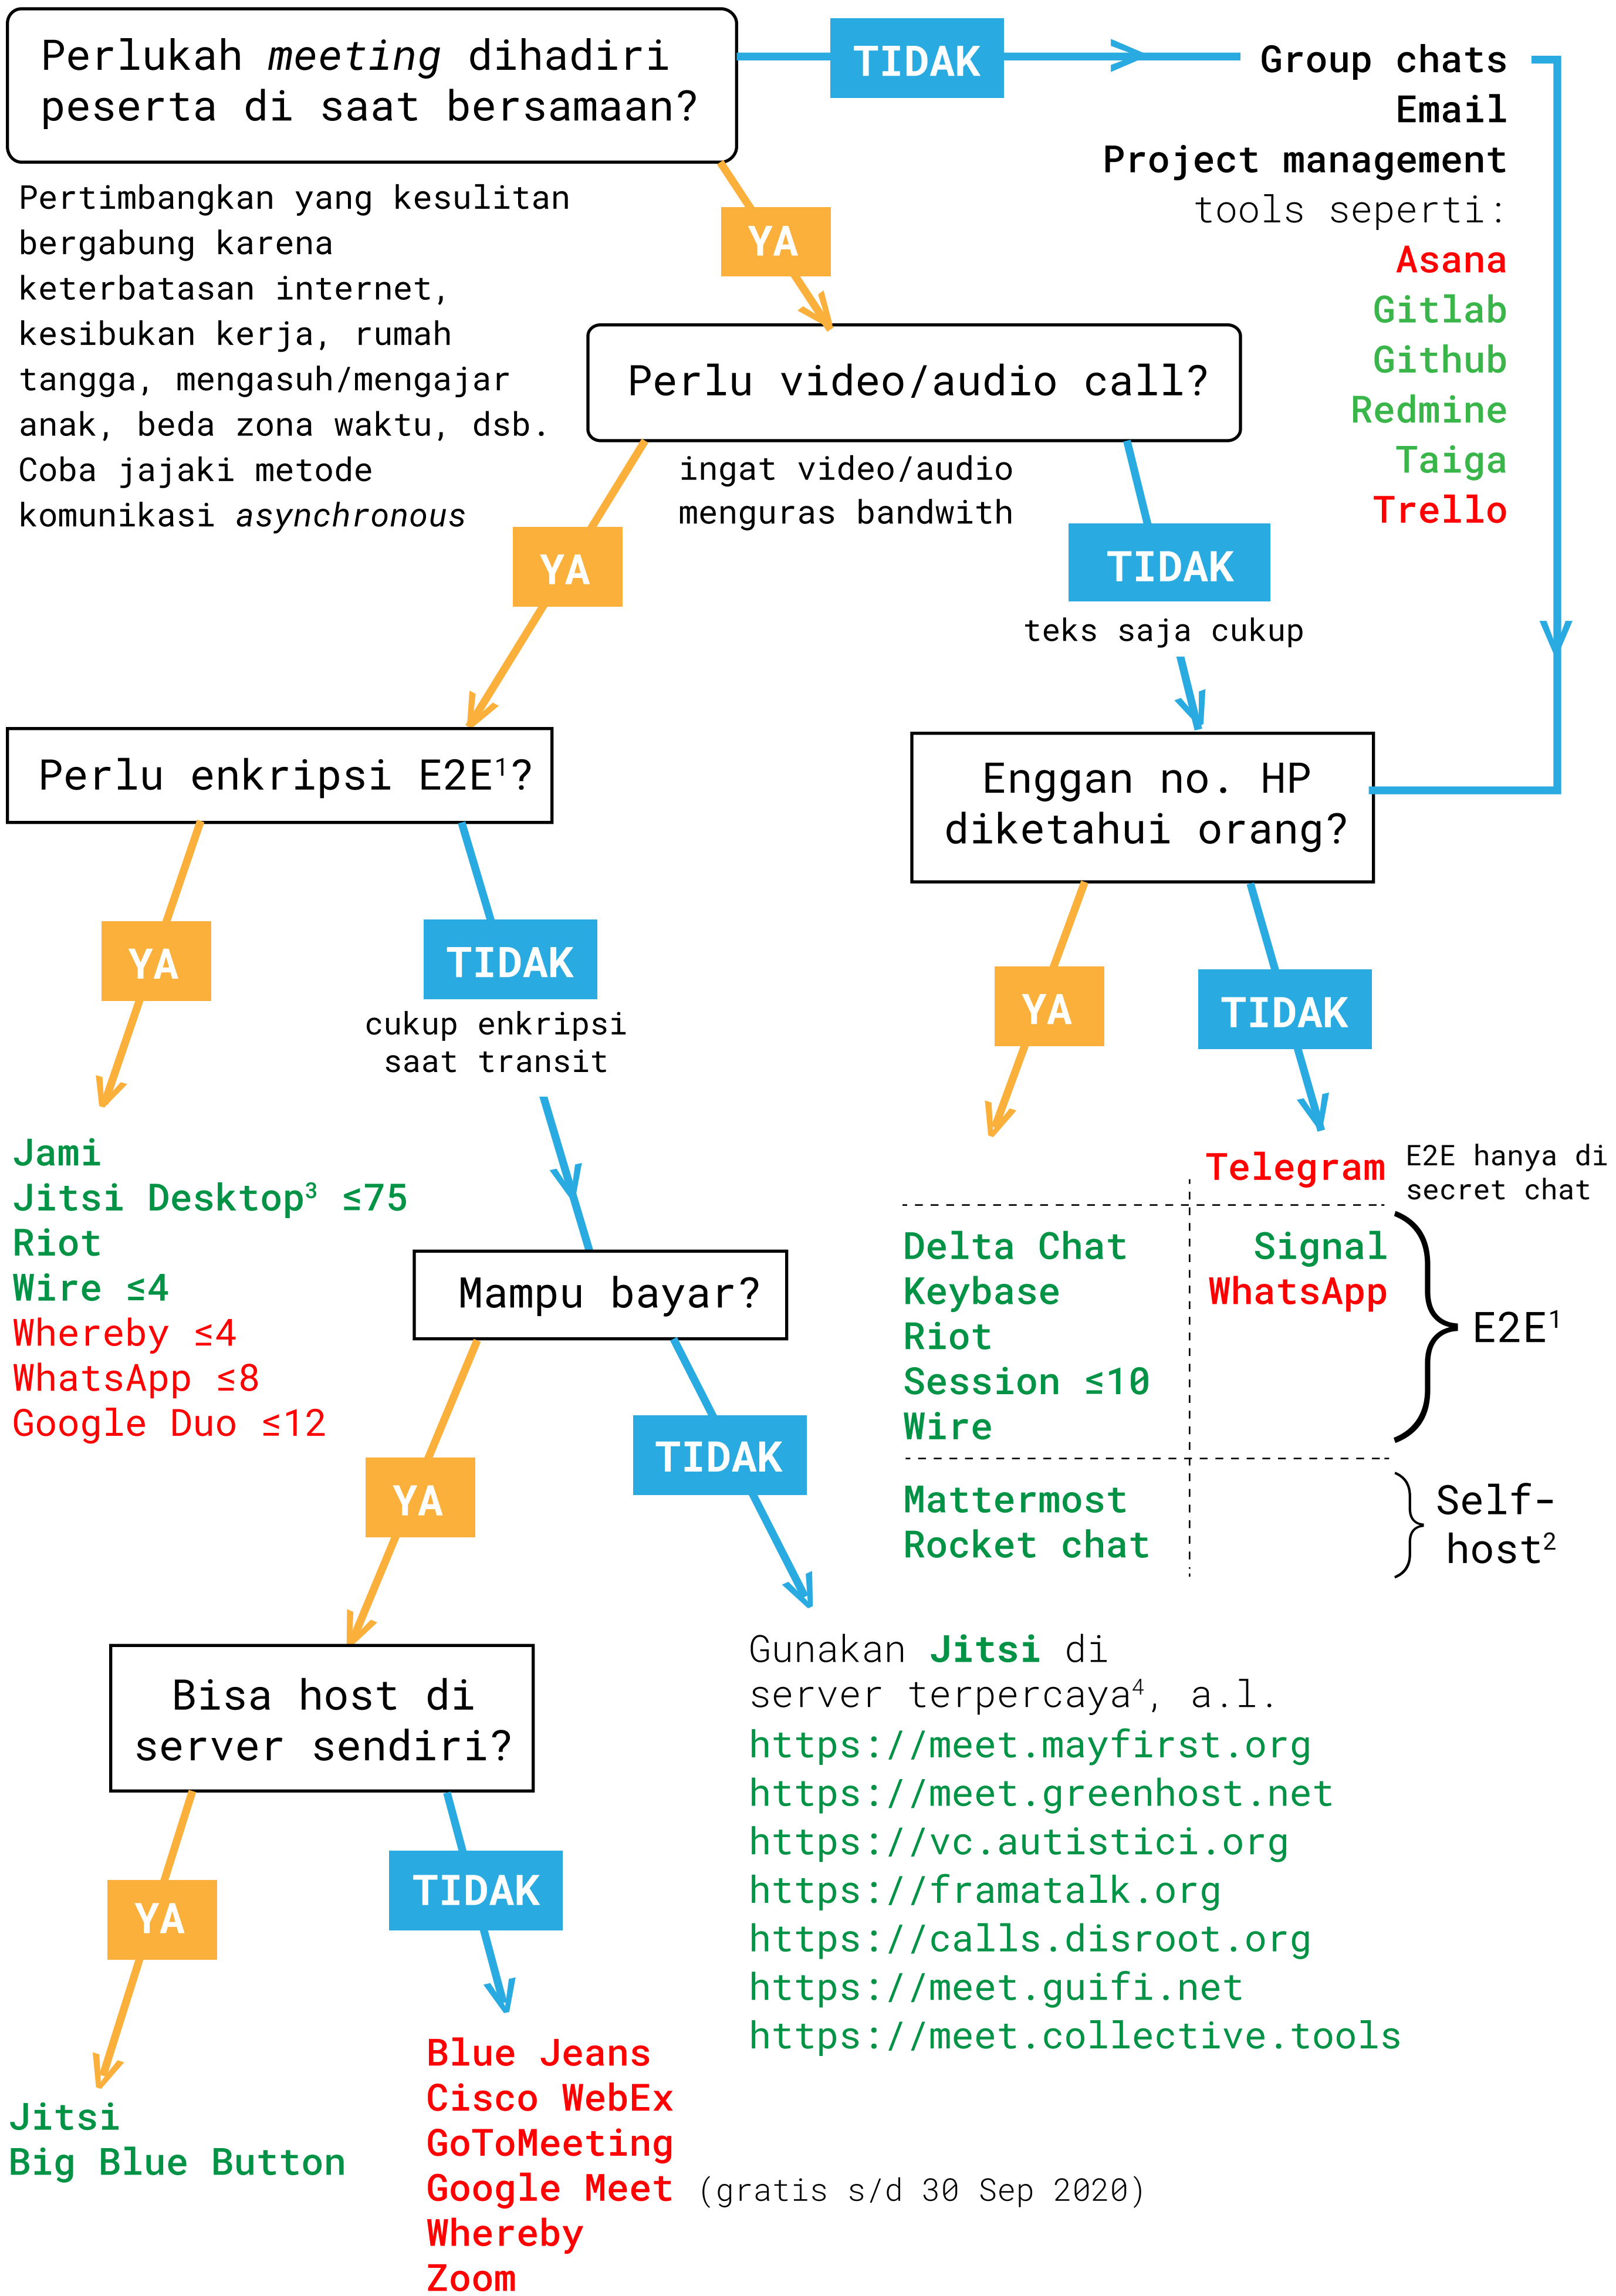 Perlukah meeting dihadiri
peserta di saat bersamaan?
TIDAK
Group chats
Email
Project management
tools seperti:
Asana
Gitlab
Github
Redmine
Taiga
Trello
Pertimbangkan yang kesulitan
bergabung karena
keterbatasan internet,
kesibukan kerja, rumah
tangga, mengasuh/mengajar
anak, beda zona waktu, dsb.
Coba jajaki metode
komunikasi asynchronous
YA
Perlu video/audio call?
ingat video/audio
menguras bandwith
YA
TIDAK
teks saja cukup
Perlu enkripsi E2E¹?
Enggan no. HP
diketahui orang?
YA
TIDAK
cukup enkripsi
saat transit
YA
TIDAK
Jami
Jitsi Desktop³ ≤75
Riot
Wire ≤4
Whereby ≤4
WhatsApp ≤8
Google Duo ≤12
Telegram
E2E hanya di
secret chat
Delta Chat
Keybase
Riot
Session ≤10
Wire
Signal
WhatsApp
E2E¹
Mattermost
Rocket chat
Self-
host²
Mampu bayar?
YA
TIDAK
Bisa host di
server sendiri?
Gunakan Jitsi di
server terpercaya⁴, a.l.
https://meet.mayfirst.org
https://meet.greenhost.net
https://vc.autistici.org
https://framatalk.org
https://calls.disroot.org
https://meet.guifi.net
https://meet.collective.tools
YA
TIDAK
Jitsi
Big Blue Button
Blue Jeans
Cisco WebEx
GoToMeeting
Google Meet (gratis s/d 30 Sep 2020)
Whereby
Zoom